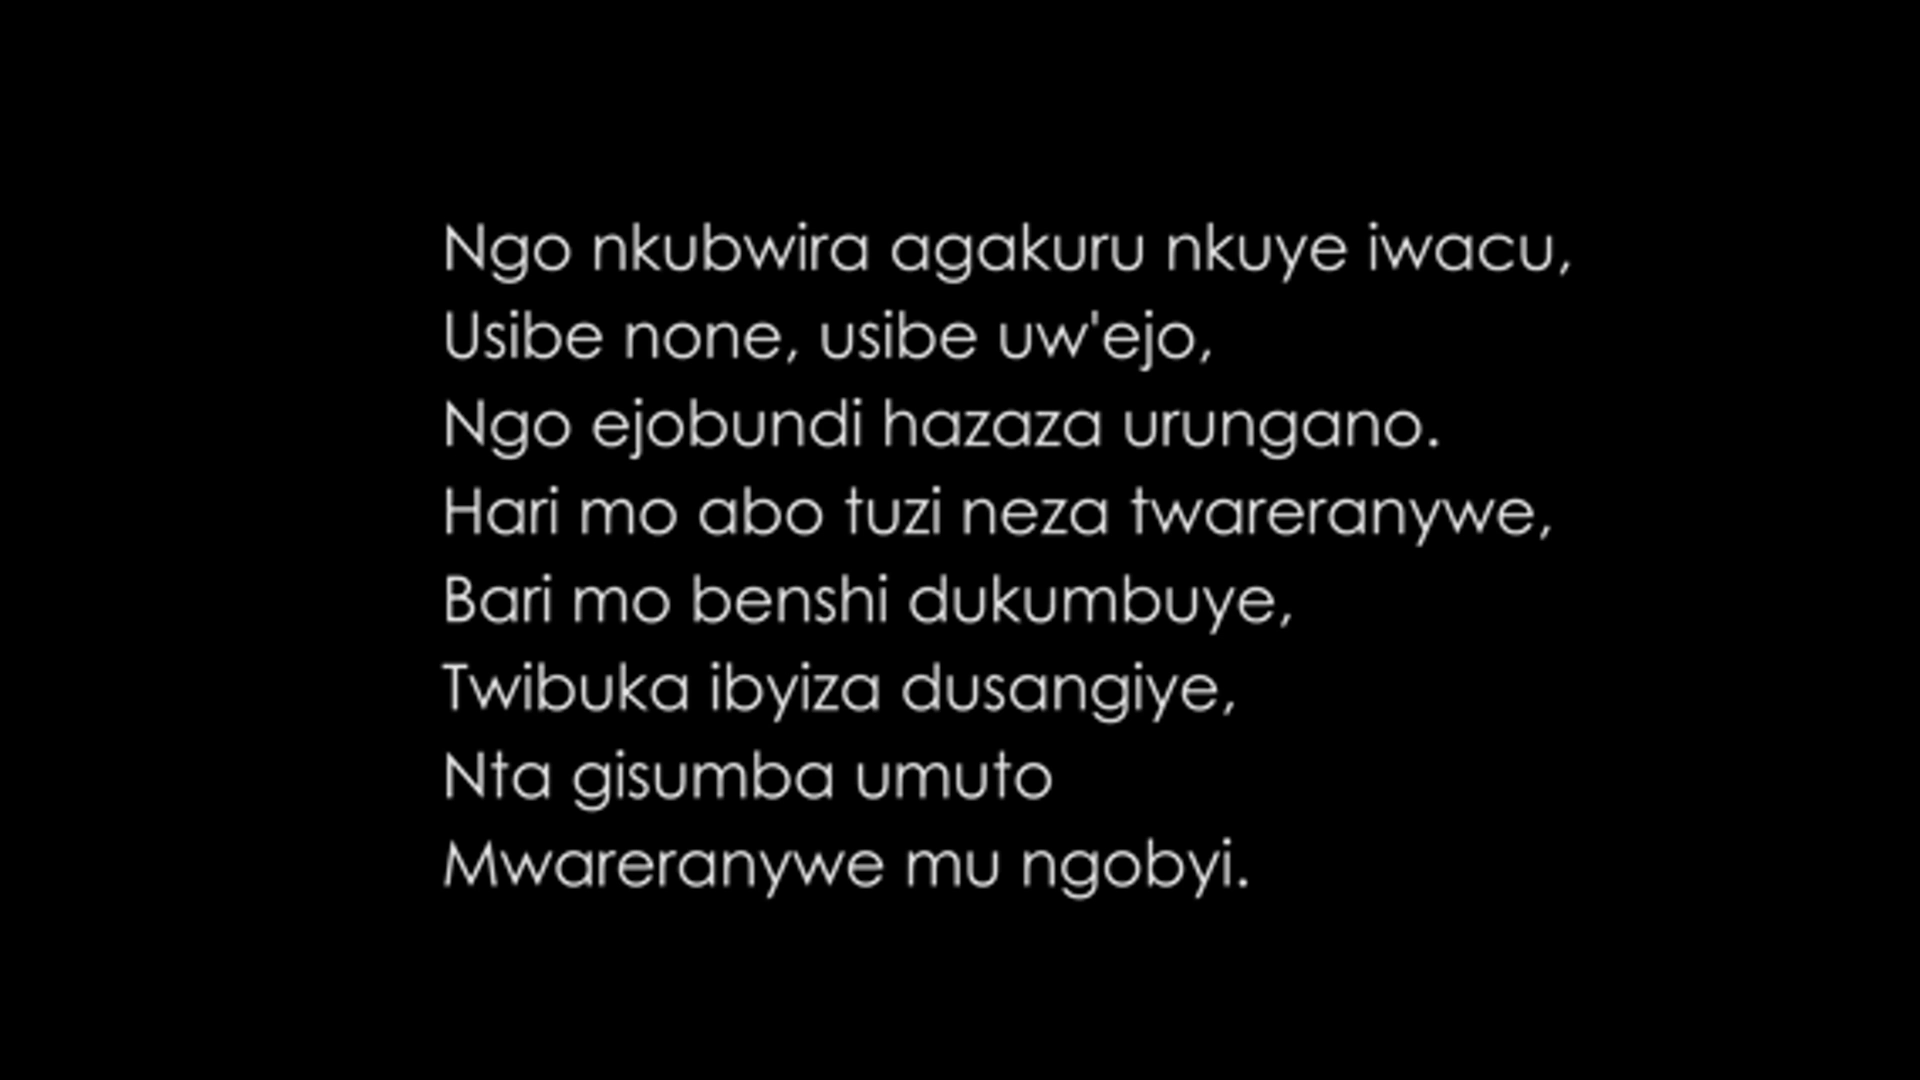 Ngo nkubwira agakuru nkuye iwacu,
Usibe none, usibe uw'ejo,
Ngo ejobundi hazaza urungano.
Hari mo abo tuzi neza twareranywe,
Bari mo benshi dukumbuye,
Twibuka ibyiza dusangiye,
Nta gisumba umuto
Mwareranywe mu ngobyi.